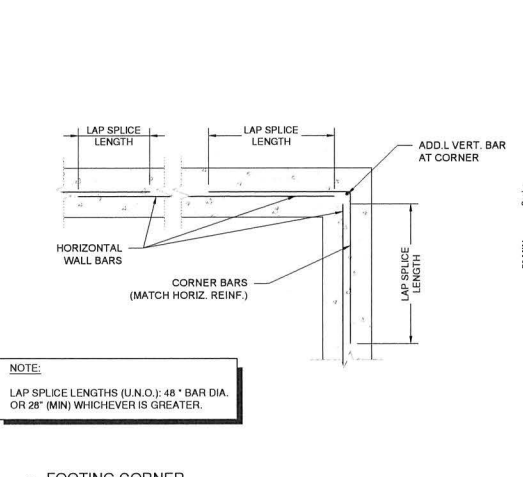 LAP SPLICE
LENGTH
LAP SPLICE
LENGTH
ADD.L VERT. BAR
AT CORNER
HORIZONTAL
WALL BARS
CORNER BARS
(MATCH HORIZ. REINF.)
LAP SPLICE
LENGTH
NOTE:
LAP SPLICE LENGTHS (U.N.O.): 48 * BAR DIA.
OR 28" (MIN) WHICHEVER IS GREATER.
FOOTING CORNER